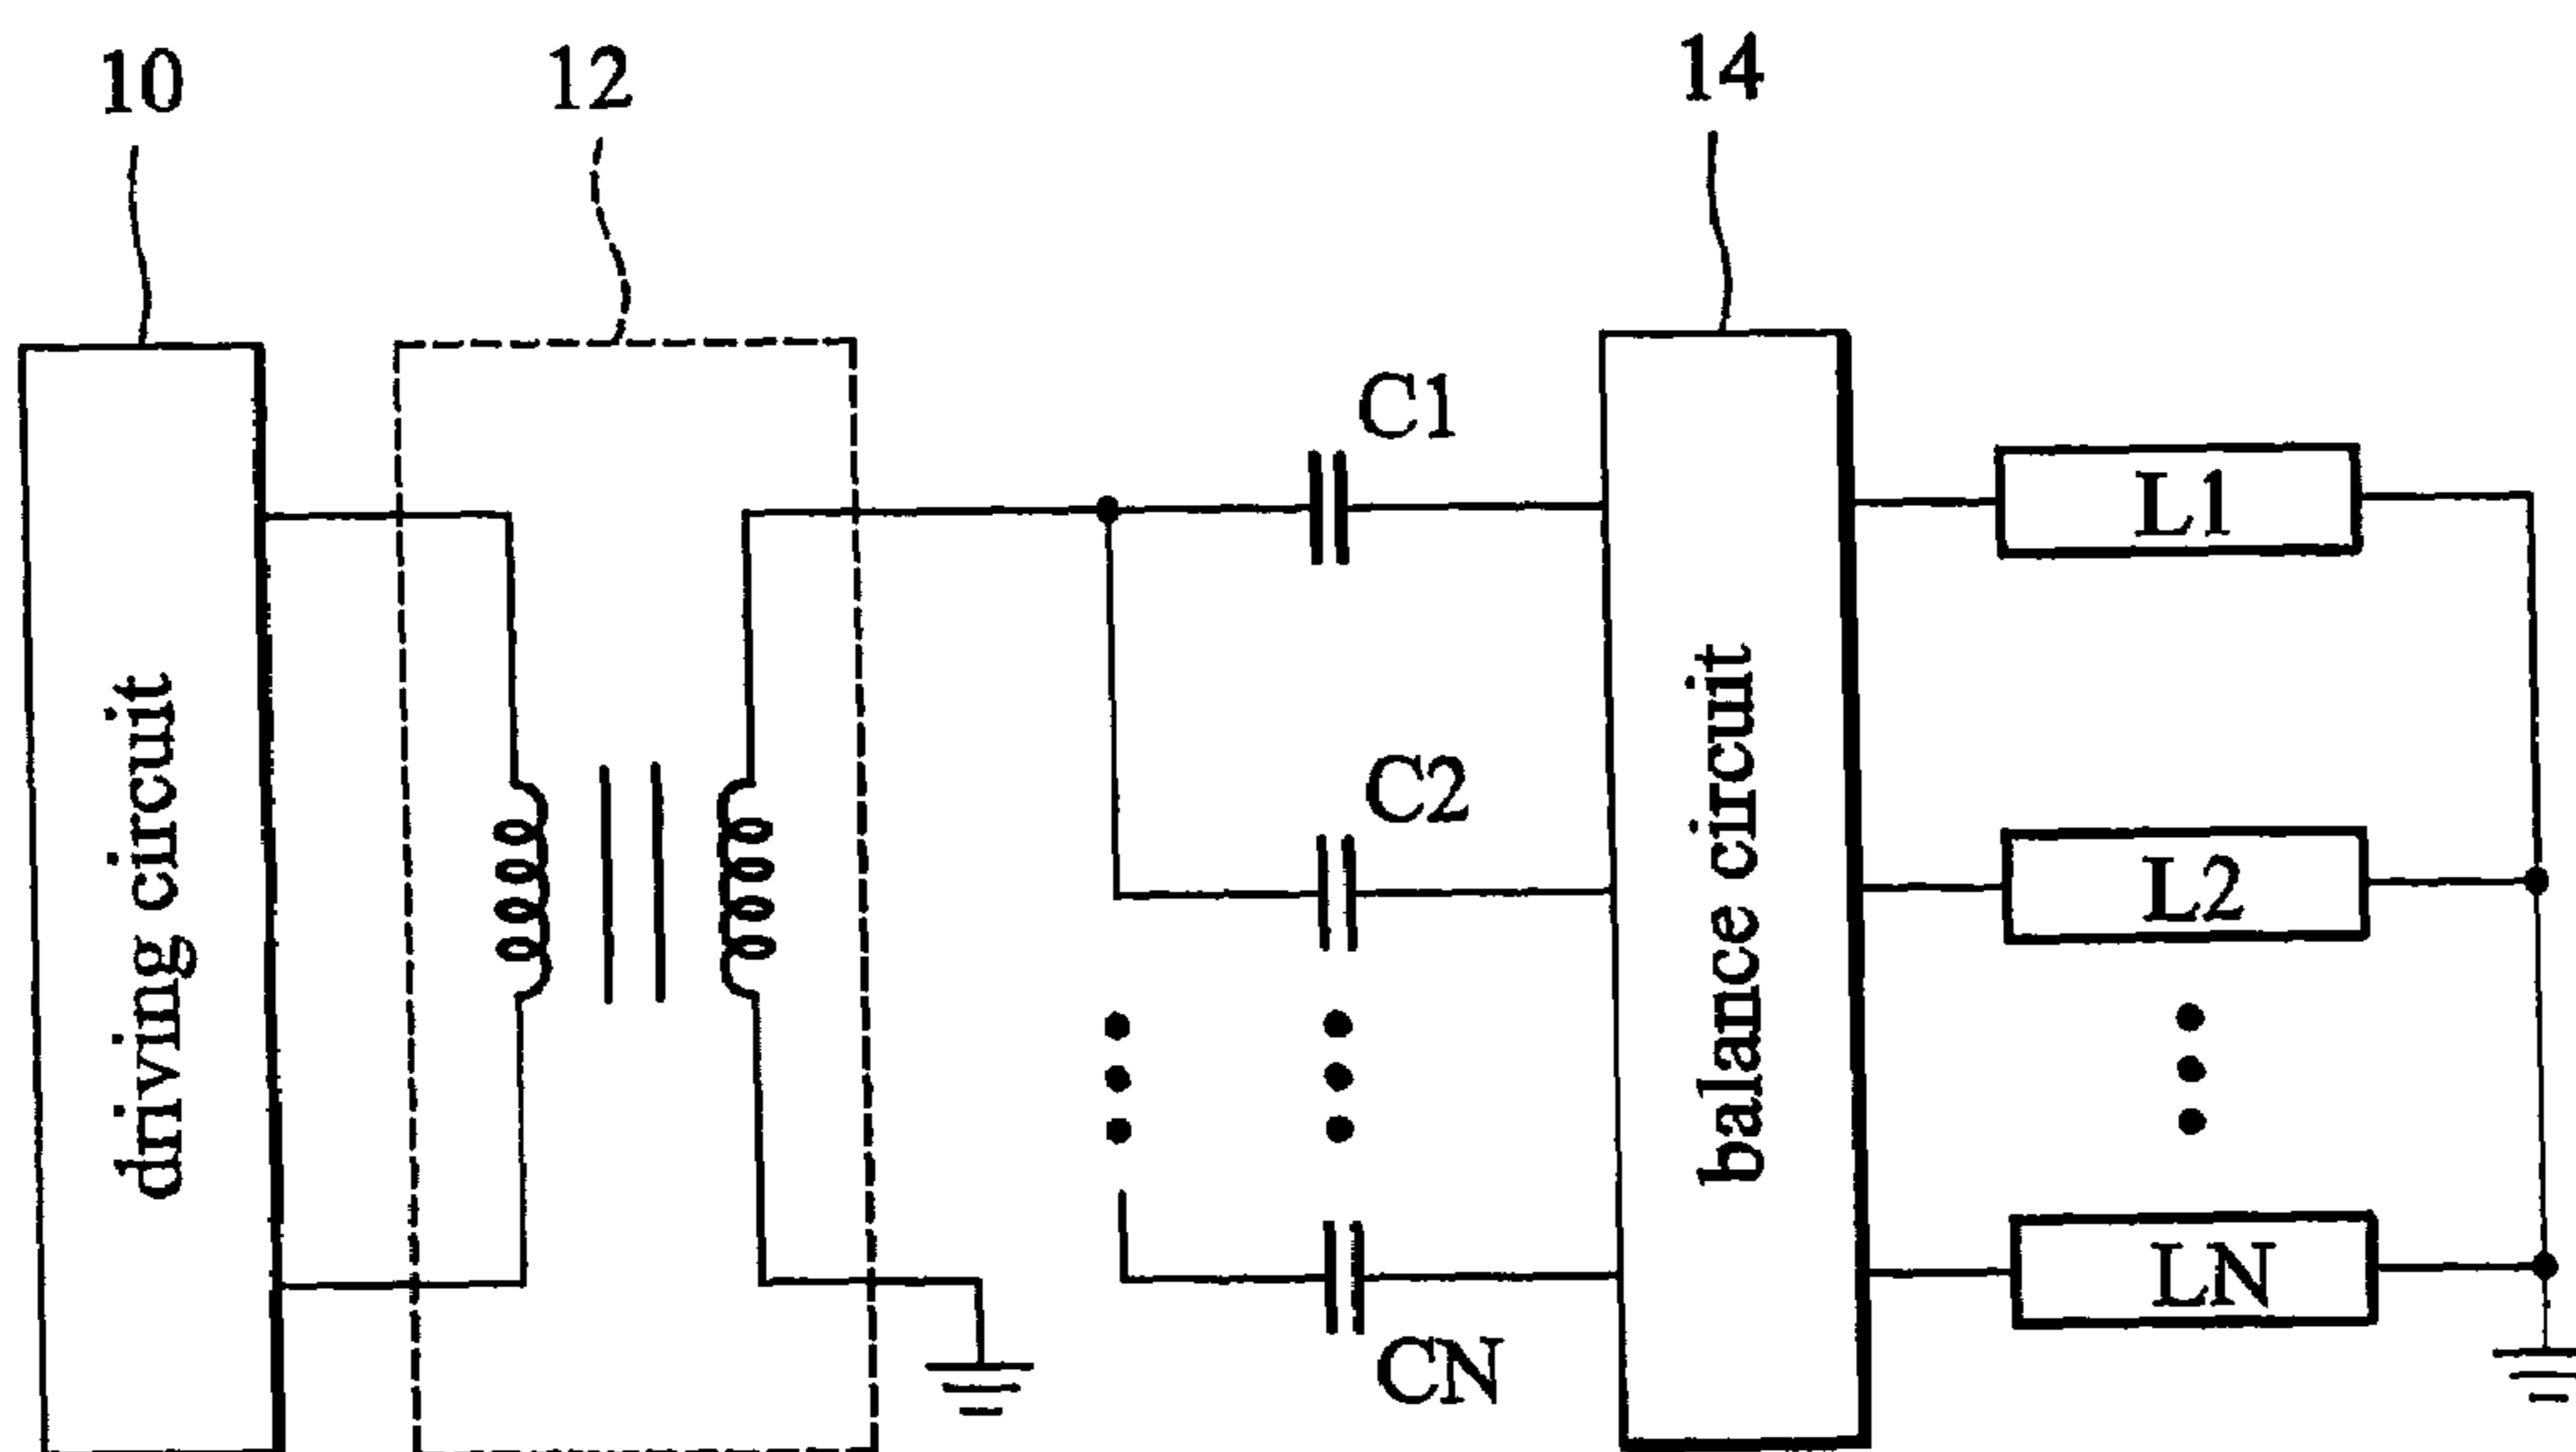 10
12
14
driving circuit
C1
C2
CN
balance circuit
L1
L2
LN